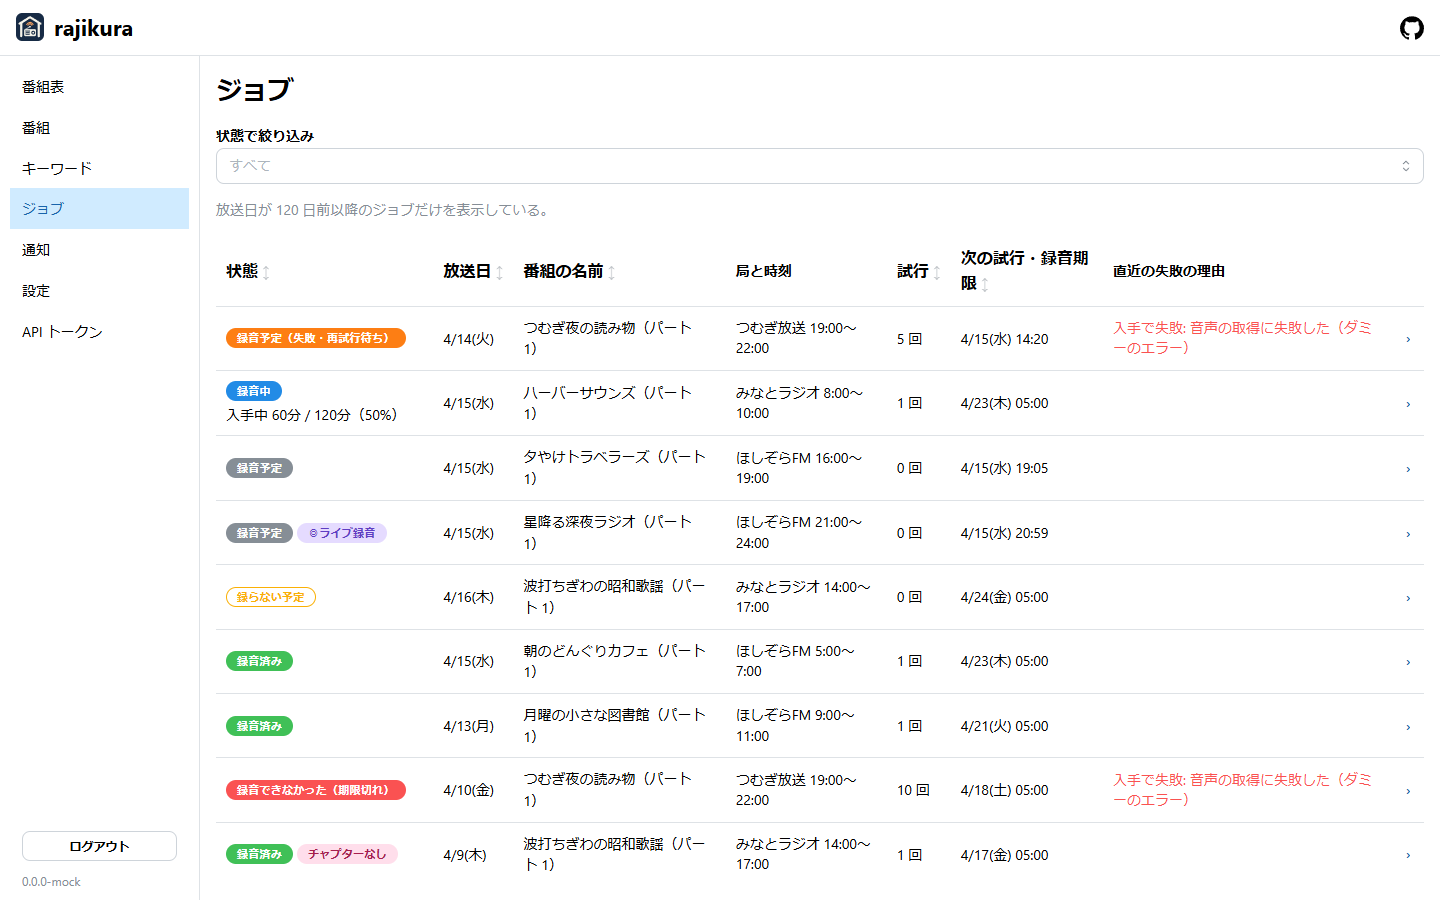 rajikura
番組表
番組
キーワード
ジョブ
通知
設定
API トークン
ログアウト
0.0.0-mock
ジョブ
状態で絞り込み
すべて
放送日が 120 日前以降のジョブだけを表示している。
状態 放送日 番組の名前 局と時刻 試行 次の試行・録音期限 直近の失敗の理由
録音予定（失敗・再試行待ち） 4/14(火) つむぎ夜の読み物（パート 1） つむぎ放送 19:00〜22:00 5 回 4/15(水) 14:20 入手で失敗: 音声の取得に失敗した（ダミーのエラー）
録音中
入手中 60分 / 120分（50%） 4/15(水) ハーバーサウンズ（パート 1） みなとラジオ 8:00〜10:00 1 回 4/23(木) 05:00
録音予定 4/15(水) 夕やけトラベラーズ（パート 1） ほしぞらFM 16:00〜19:00 0 回 4/15(水) 19:05
録音予定 ◎ライブ録音 4/15(水) 星降る深夜ラジオ（パート 1） ほしぞらFM 21:00〜24:00 0 回 4/15(水) 20:59
録らない予定 4/16(木) 波打ちぎわの昭和歌謡（パート 1） みなとラジオ 14:00〜17:00 0 回 4/24(金) 05:00
録音済み 4/15(水) 朝のどんぐりカフェ（パート 1） ほしぞらFM 5:00〜7:00 1 回 4/23(木) 05:00
録音済み 4/13(月) 月曜の小さな図書館（パート 1） ほしぞらFM 9:00〜11:00 1 回 4/21(火) 05:00
録音できなかった（期限切れ） 4/10(金) つむぎ夜の読み物（パート 1） つむぎ放送 19:00〜22:00 10 回 4/18(土) 05:00 入手で失敗: 音声の取得に失敗した（ダミーのエラー）
録音済み チャプターなし 4/9(木) 波打ちぎわの昭和歌謡（パート 1） みなとラジオ 14:00〜17:00 1 回 4/17(金) 05:00